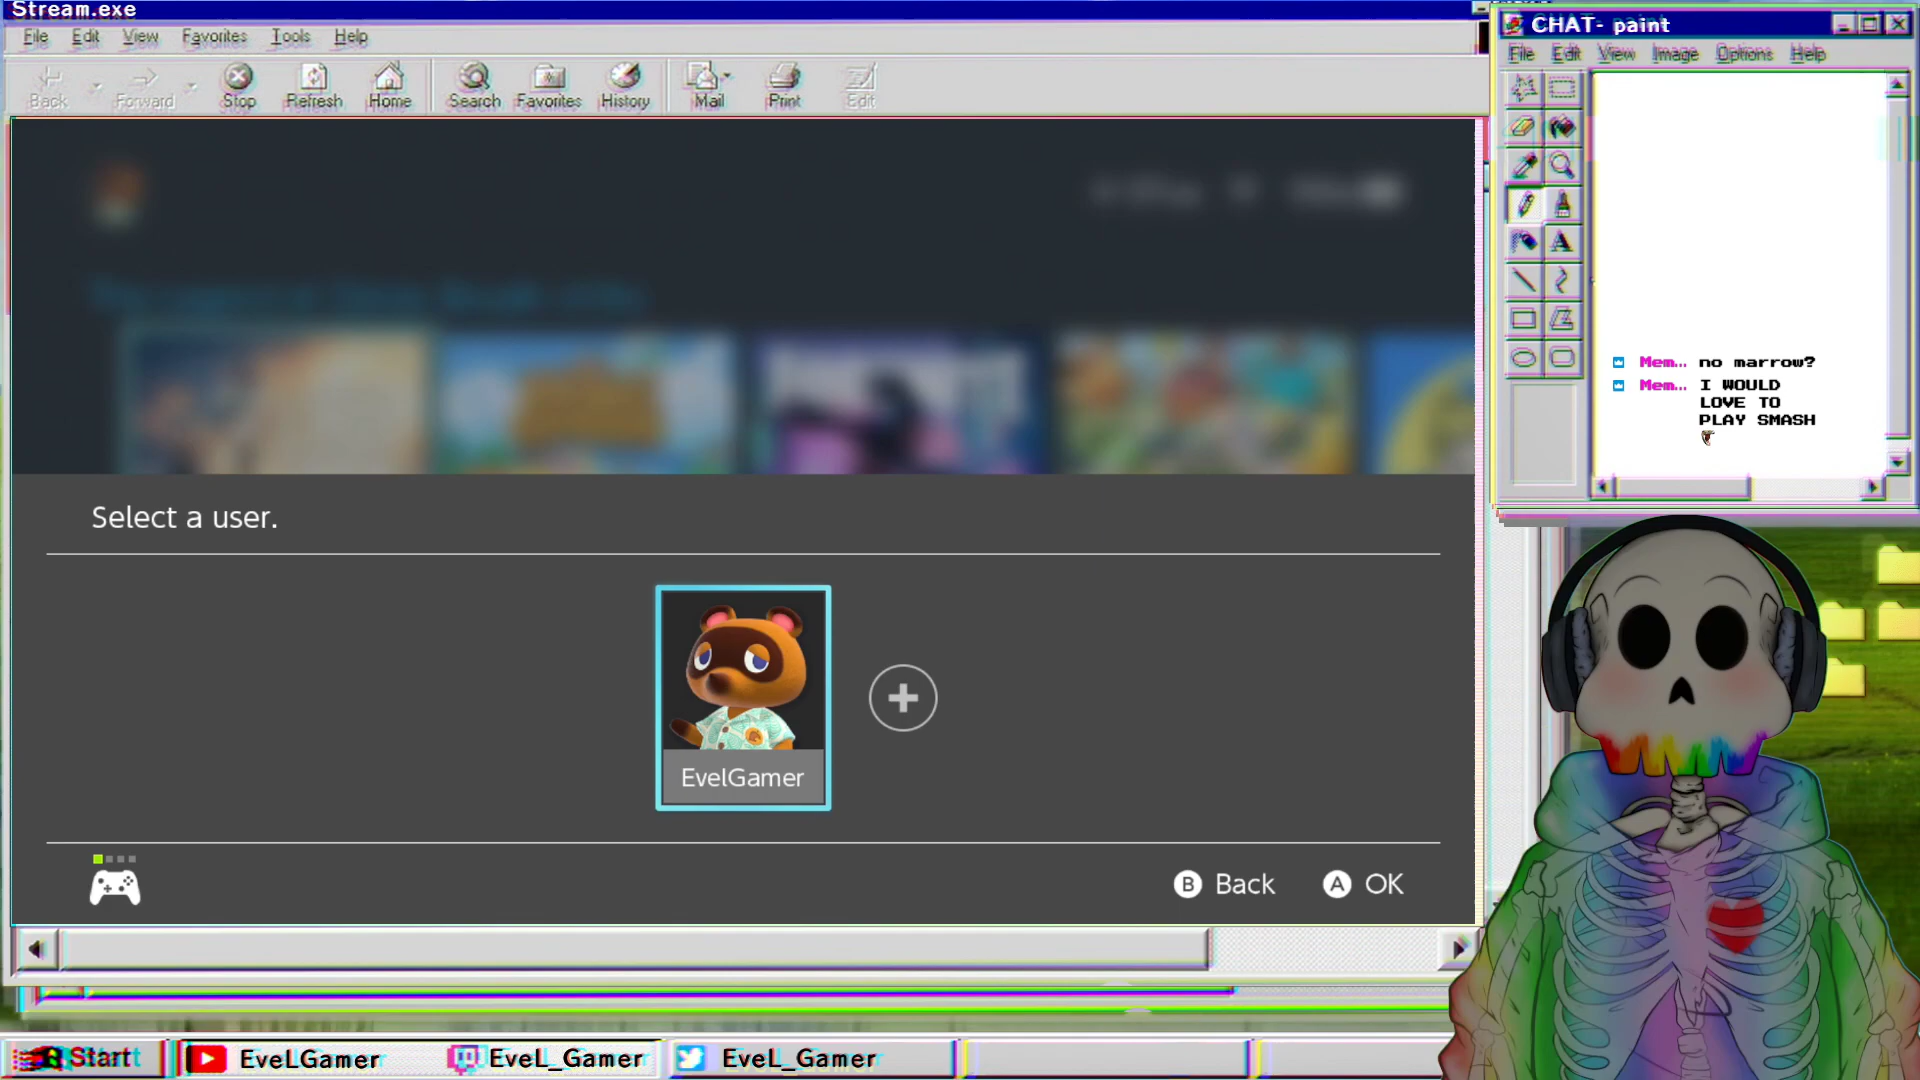 Stream.exe
File Edit View Favorites Tools Help
Back Forward Stop Refresh Home Search Favorites History Mail Print Edit
CHAT- paint
File Edit View Image Options Help
Mem... no marrow?
Mem... I WOULD
LOVE TO
PLAY SMASH
Select a user.
EvelGamer
B Back A OK
Start EveLGamer EveL_Gamer EveL_Gamer